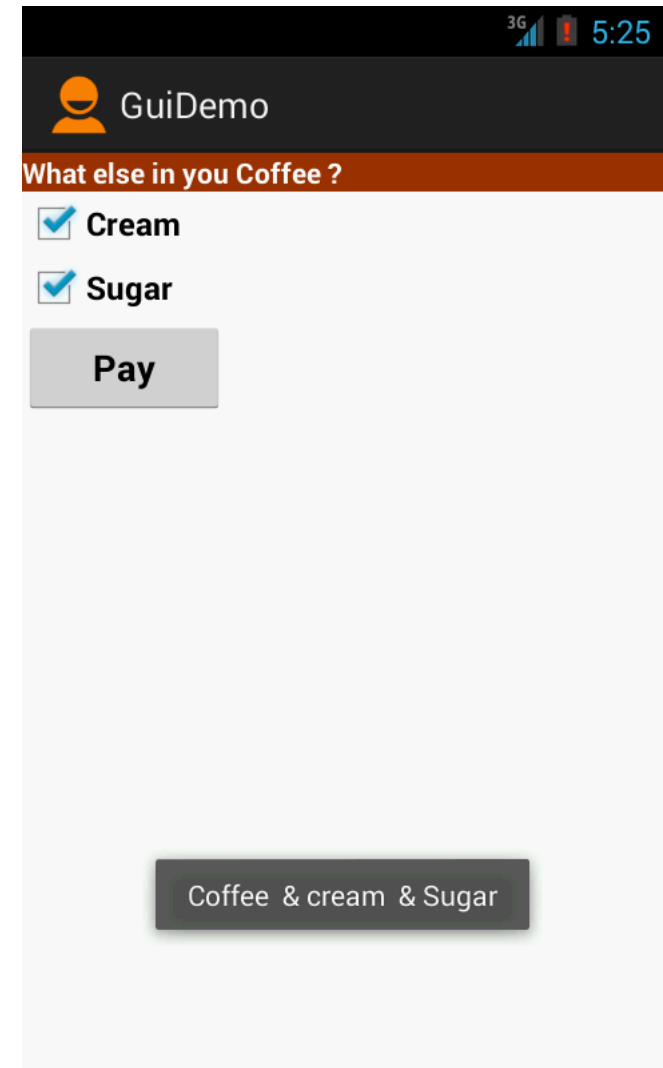 3G 5:25
GuiDemo
What else in you Coffee ?
Cream
Sugar
Pay
Coffee & cream & Sugar